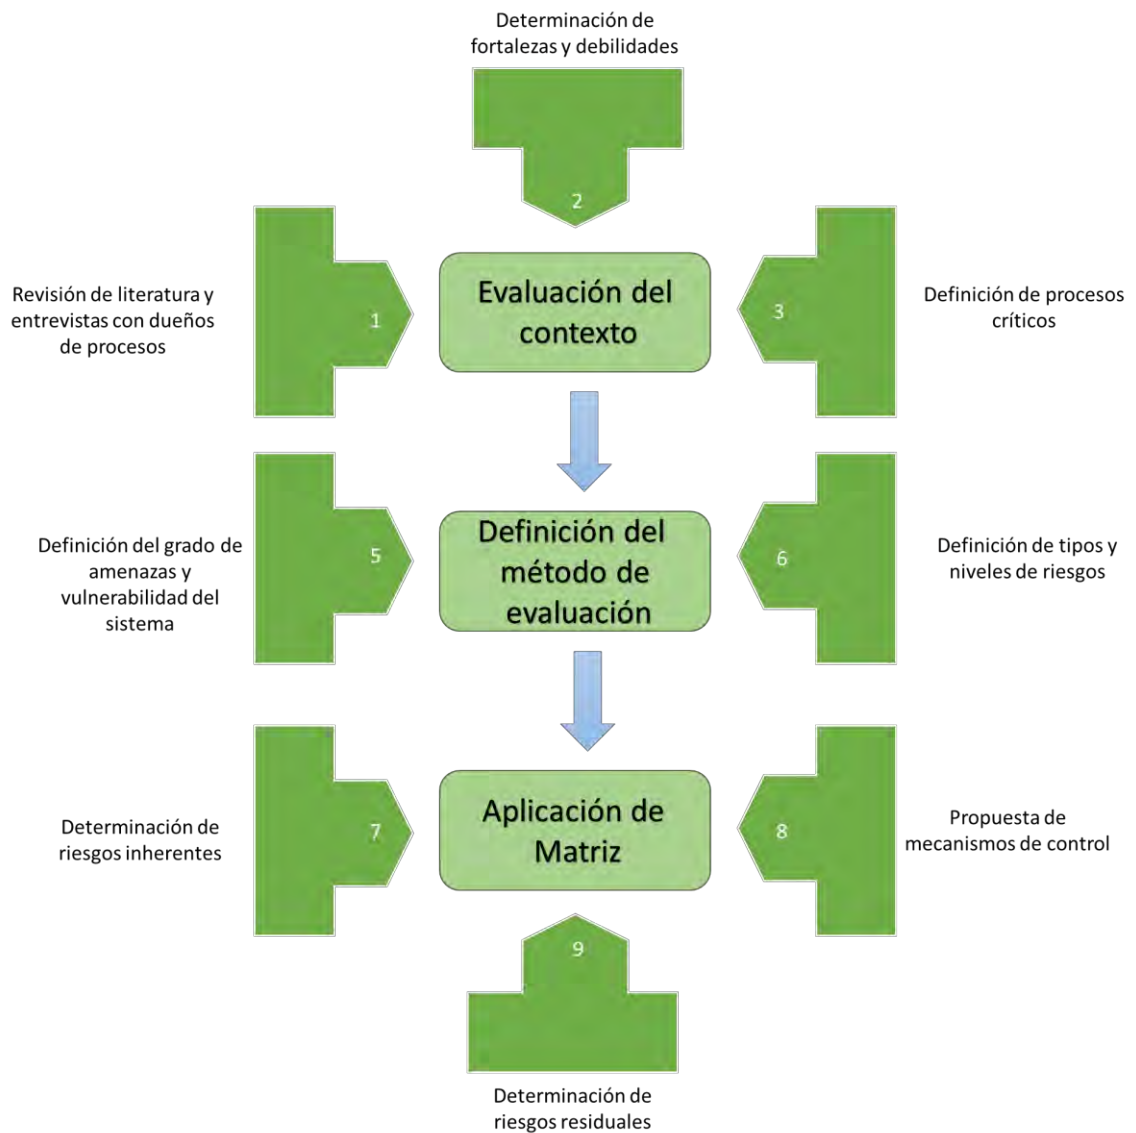 Determinación de
fortalezas y debilidades
2
Revisión de literatura y
entrevistas con dueños
de procesos
1
Evaluación del
contexto
3
Definición de procesos
críticos
Definición del grado de
amenazas y
vulnerabilidad del
sistema
5
Definición del
método de
evaluación
6
Definición de tipos y
niveles de riesgos
Determinación de
riesgos inherentes
7
Aplicación de
Matriz
8
Propuesta de
mecanismos de control
9
Determinación de
riesgos residuales